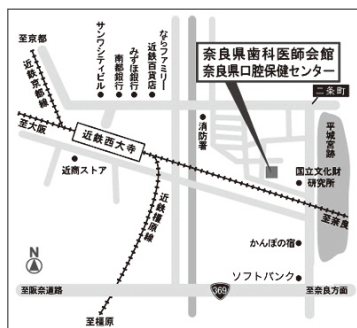 至京都
近鉄京都線
至大阪
サンワシティビル
南都銀行
みずほ銀行
近鉄百貨店
ならファミリー
奈良県歯科医師会館
奈良県口腔保健センター
二条町
消防署
平城宮跡
近鉄西大寺
近商ストア
国立文化財
研究所
至奈良
近鉄橿原線
かんぽの宿
ソフトバンク
N
至阪奈道路
369
至奈良方面
至橿原